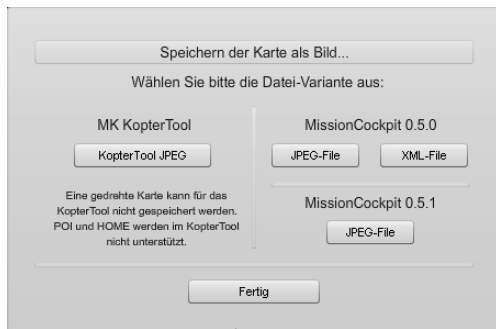 Speichern der Karte als Bild...
Wählen Sie bitte die Datei-Variante aus:
MK KopterTool
KopterTool JPEG
Eine gedrehte Karte kann für das
KopterTool nicht gespeichert werden.
POI und HOME werden im KopterTool
nicht unterstützt.
MissionCockpit 0.5.0
JPEG-File XML-File
MissionCockpit 0.5.1
JPEG-File
Fertig